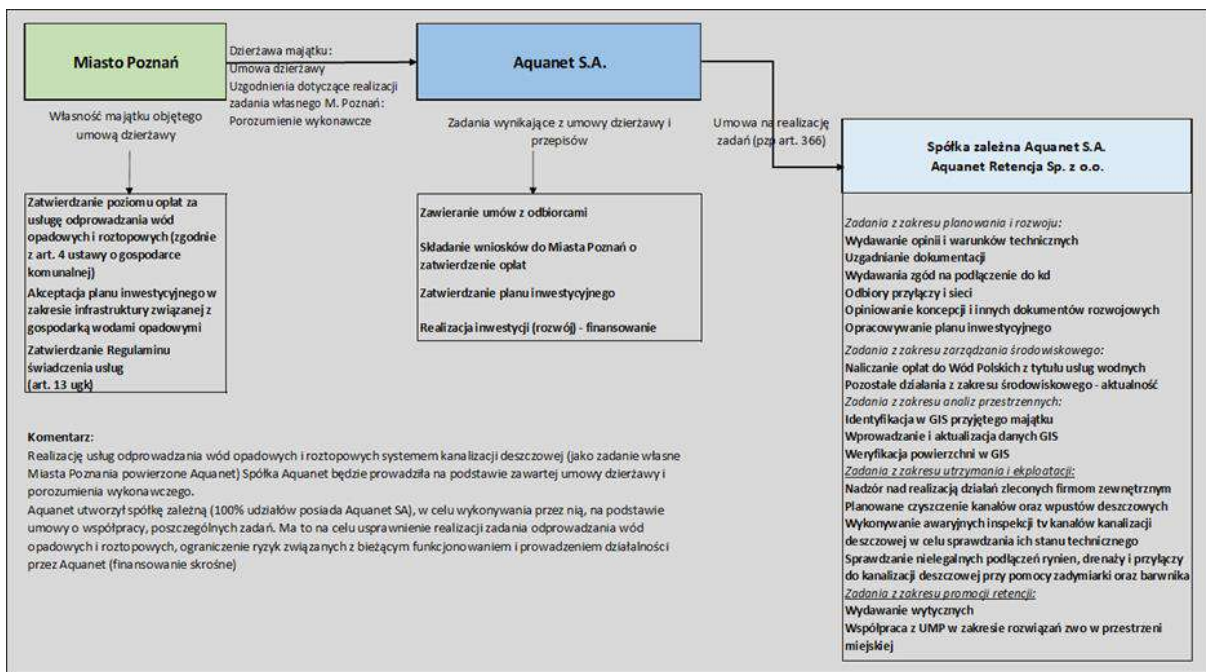 Miasto Poznań
Dzierżawa majątku:
Umowa dzierżawy
Uzgodnienia dotyczące realizacji
zadania własnego M. Poznań:
Porozumienie wykonawcze
Aquanet S.A.
Własność majątku objętego
umową dzierżawy
Zadania wynikające z umowy dzierżawy i
przepisów
Umowa na realizację
zadań (pzp art. 366)
Spółka zależna Aquanet S.A.
Aquanet Retencja Sp. z o.o.
Zatwierdzanie poziomu opłat za
usługę odprowadzania wód
opadowych i roztopowych (zgodnie
z art. 4 ustawy o gospodarce
komunalnej)
Akceptacja planu inwestycyjnego w
zakresie infrastruktury związanej z
gospodarką wodami opadowymi
Zatwierdzanie Regulaminu
świadczenia usług
(art. 13 ugk)
Zawieranie umów z odbiorcami
Składanie wniosków do Miasta Poznań o
zatwierdzenie opłat
Zatwierdzanie planu inwestycyjnego
Realizacja inwestycji (rozwój) - finansowanie
Zadania z zakresu planowania i rozwoju:
Wydawanie opinii i warunków technicznych
Uzgadnianie dokumentacji
Wydawania zgód na podłączenie do kd
Odbiory przyłączy i sieci
Opiniowanie koncepcji i innych dokumentów rozwojowych
Opracowywanie planu inwestycyjnego
Zadania z zakresu zarządzania środowiskowego:
Naliczanie opłat do Wód Polskich z tytułu usług wodnych
Pozostałe działania z zakresu środowiskowego - aktualność
Zadania z zakresu analiz przestrzennych:
Identyfikacja w GIS przyjętego majątku
Wprowadzanie i aktualizacja danych GIS
Weryfikacja powierzchni w GIS
Zadania z zakresu utrzymania i ekploatacji:
Nadzór nad realizacją działań zleconych firmom zewnętrznym
Planowane czyszczenie kanałów oraz wpustów deszczowych
Wykonywanie awaryjnych inspekcji tv kanałów kanalizacji
deszczowej w celu sprawdzania ich stanu technicznego
Sprawdzanie nielegalnych podłączeń rynien, drenaży i przyłączy
do kanalizacji deszczowej przy pomocy zadymiarki oraz barwnika
Zadania z zakresu promocji retencji:
Wydawanie wytycznych
Współpraca z UMP w zakresie rozwiązań zwo w przestrzeni
miejskiej
Komentarz:
Realizację usług odprowadzania wód opadowych i roztopowych systemem kanalizacji deszczowej (jako zadanie własne
Miasta Poznania powierzone Aquanet) Spółka Aquanet będzie prowadziła na podstawie zawartej umowy dzierżawy i
porozumienia wykonawczego.
Aquanet utworzył spółkę zależną (100% udziałów posiada Aquanet SA), w celu wykonywania przez nią, na podstawie
umowy o współpracy, poszczególnych zadań. Ma to na celu usprawnienie realizacji zadania odprowadzania wód
opadowych i roztopowych, ograniczenie ryzyk związanych z bieżącym funkcjonowaniem i prowadzeniem działalności
przez Aquanet (finansowanie skrośne)